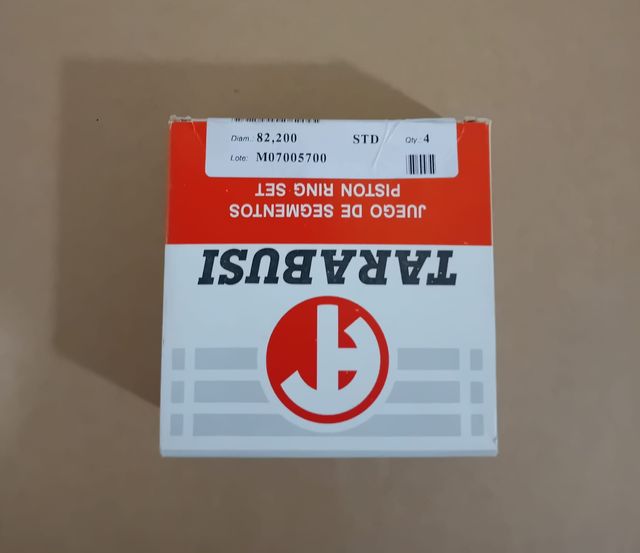 Diam.: 82,200 STD Qty.: 4
Lote: M07005700
PISTON RING SET
JUEGO DE SEGMENTOS
TARABUSI